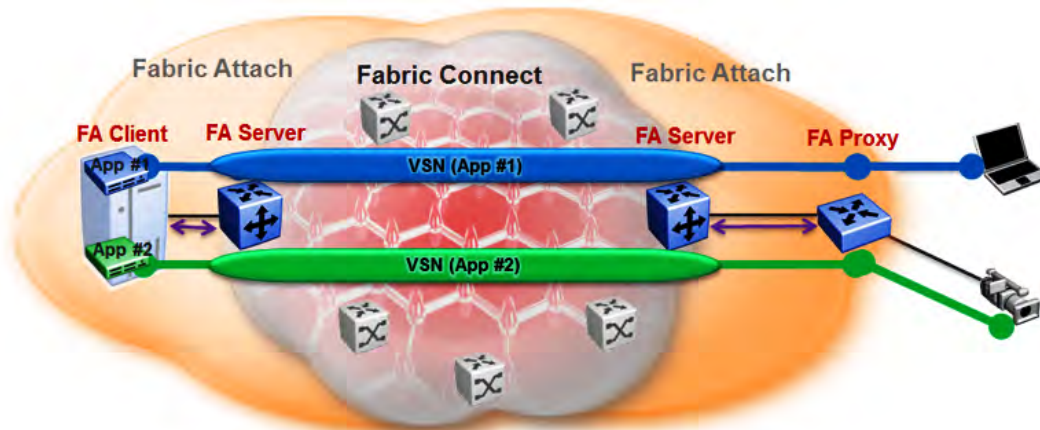 Fabric Attach
Fabric Connect
Fabric Attach
FA Client
FA Server
FA Server
FA Proxy
App #1
VSN (App #1)
App #2
VSN (App #2)